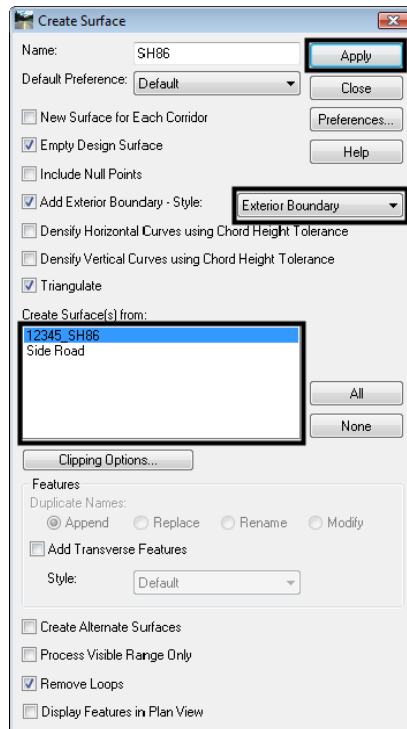 Create Surface
Name: SH86 Apply
Default Preference: Default Close
New Surface for Each Corridor Preferences...
Empty Design Surface Help
Include Null Points
Add Exterior Boundary - Style: Exterior Boundary
Densify Horizontal Curves using Chord Height Tolerance
Densify Vertical Curves using Chord Height Tolerance
Triangulate
Create Surface(s) from:
12345_SH86
Side Road
All
None
Clipping Options...
Features
Duplicate Names:
Append Replace Rename Modify
Add Transverse Features
Style: Default
Create Alternate Surfaces
Process Visible Range Only
Remove Loops
Display Features in Plan View